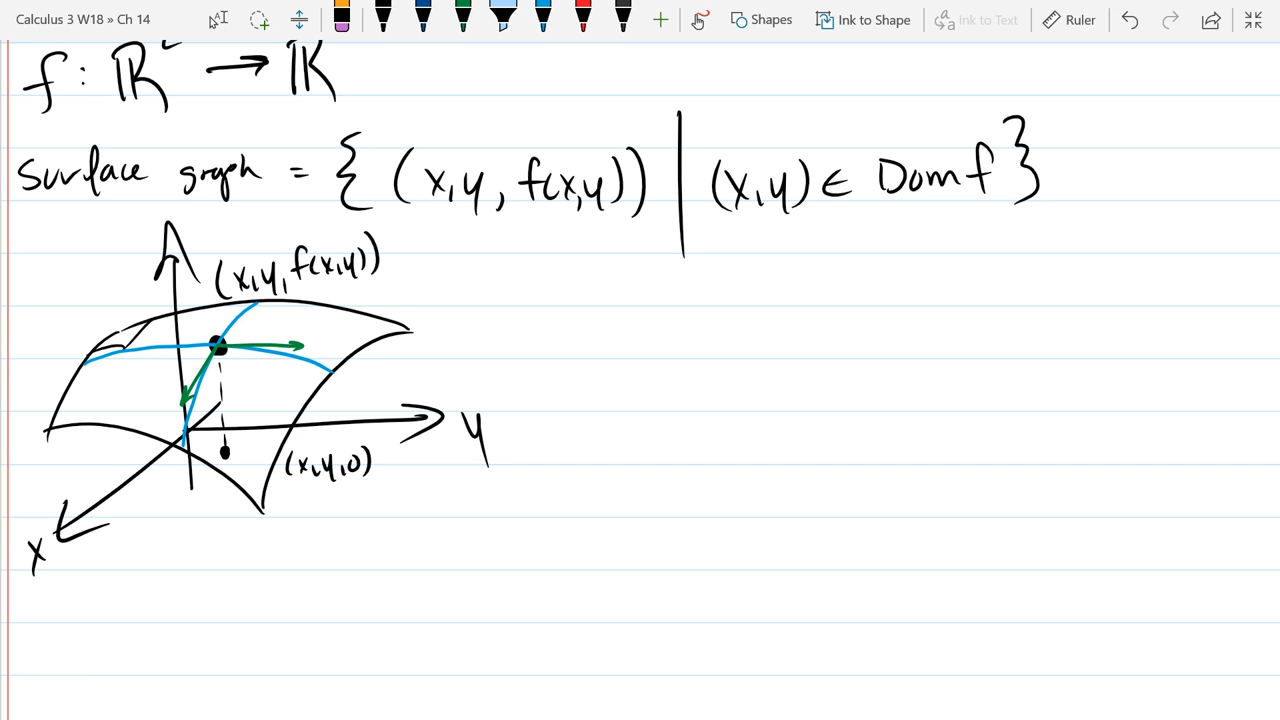 Calculus 3 W18 » Ch 14
Shapes
Ink to Shape
Ink to Text
Ruler
f : ℝ² → ℝ
Surface graph = { (x,y, f(x,y)) | (x,y) ∈ Dom f }
(x,y, f(x,y))
y
(x,y,0)
x